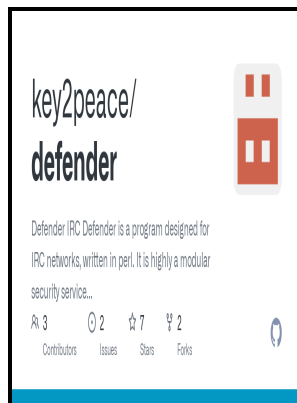 key2peace/
defender
Defender IRC Defender is a program designed for
IRC networks, written in perl. It is highly a modular
security service...
3 2 7 2
Contributors Issues Stars Forks